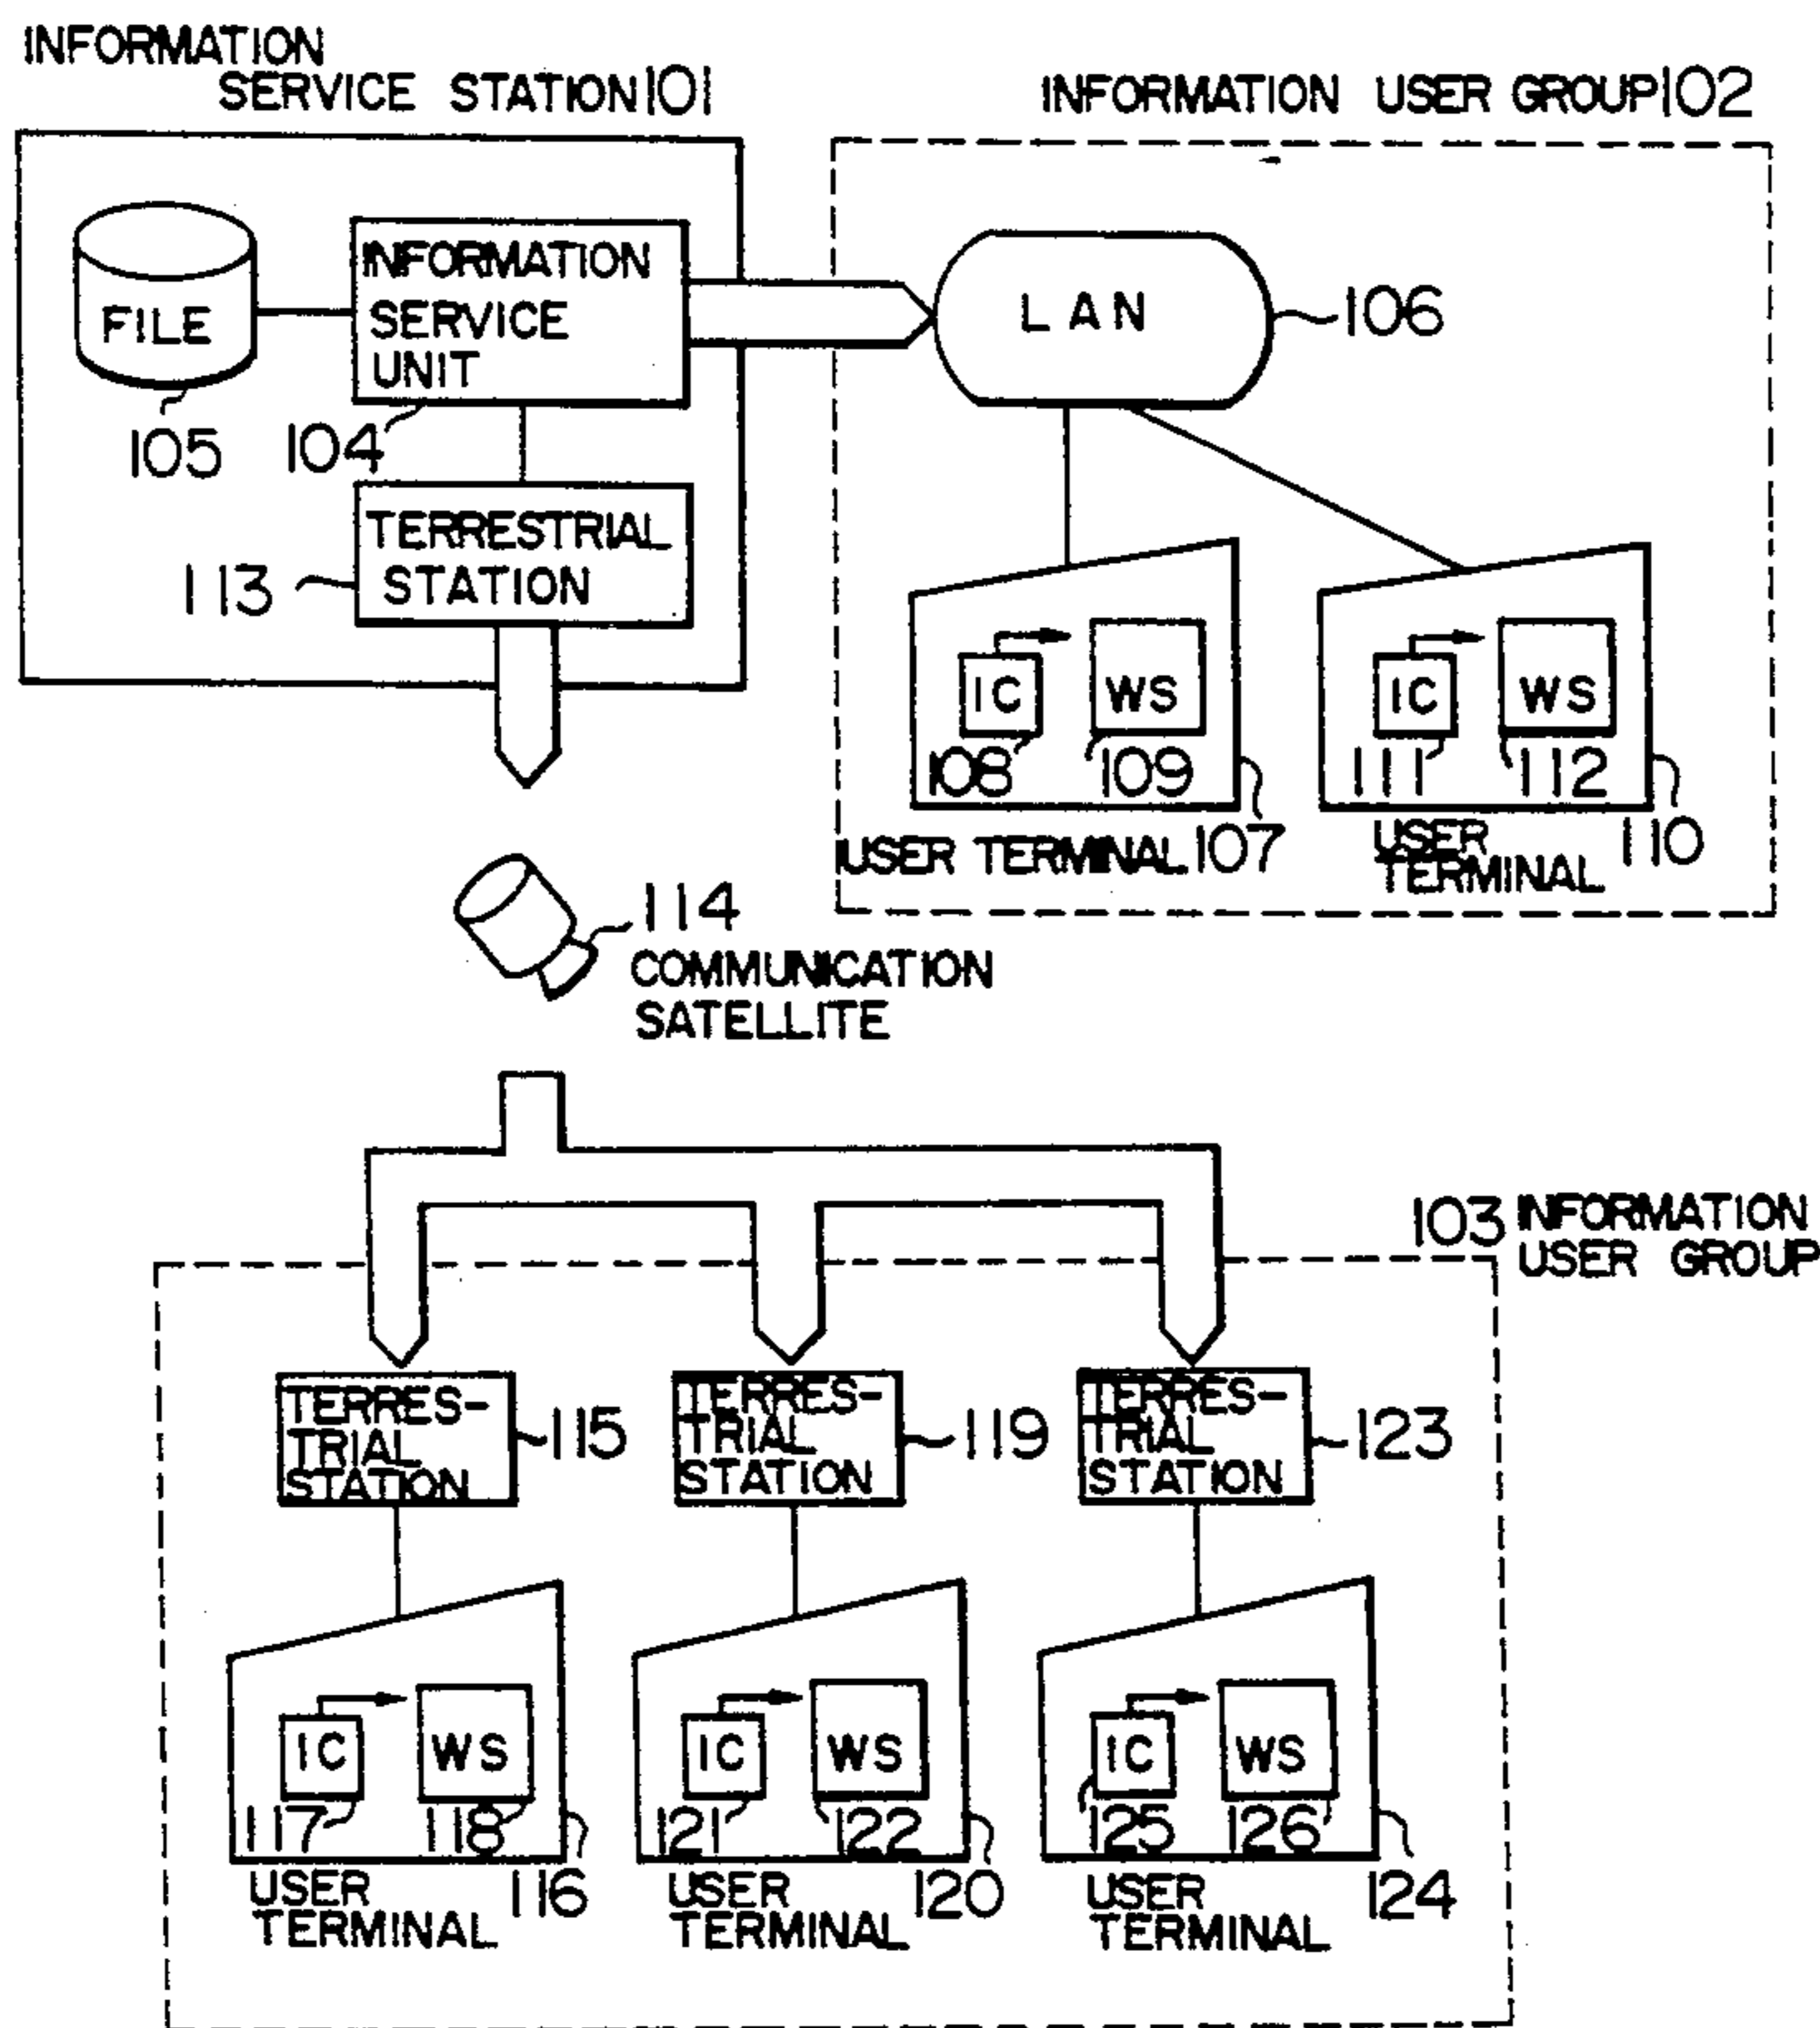 INFORMATION
SERVICE STATION 101
INFORMATION USER GROUP 102
FILE
INFORMATION
SERVICE
UNIT
LAN
106
105
104
TERRESTRIAL
STATION
113
IC
WS
108
109
IC
WS
111
112
USER TERMINAL 107
USER
TERMINAL
110
114
COMMUNICATION
SATELLITE
103 INFORMATION
USER GROUP
TERRES-
TRIAL
STATION
115
TERRES-
TRIAL
STATION
119
TERRES-
TRIAL
STATION
123
IC
WS
117
118
IC
WS
121
122
IC
WS
125
126
USER
TERMINAL
116
USER
TERMINAL
120
USER
TERMINAL
124